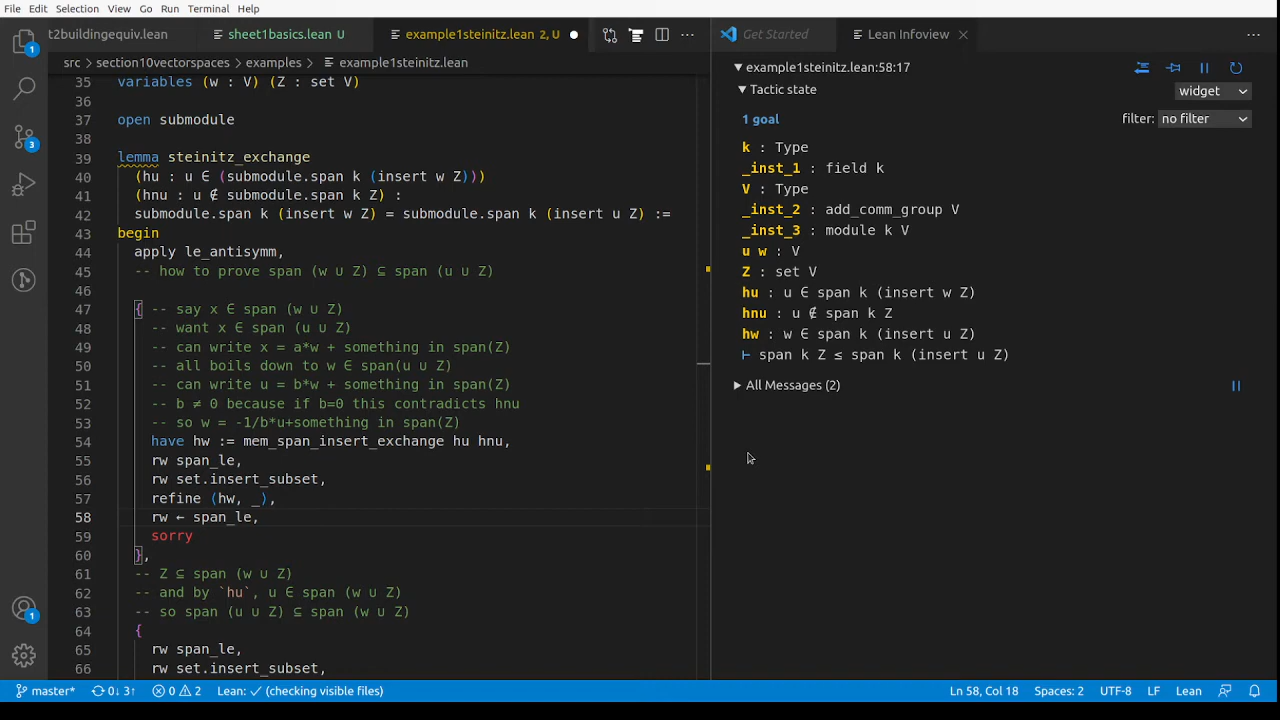 File Edit Selection View Go Run Terminal Help
t2buildingequiv.lean sheet1basics.lean U example1steinitz.lean 2, U Get Started Lean Infoview
src > section10vectorspaces > examples > example1steinitz.lean
35 variables (w : V) (Z : set V)
36
37 open submodule
38
39 lemma steinitz_exchange
40 (hu : u ∈ (submodule.span k (insert w Z)))
41 (hnu : u ∉ submodule.span k Z) :
42 submodule.span k (insert w Z) = submodule.span k (insert u Z) :=
43 begin
44 apply le_antisymm,
45 -- how to prove span (w ∪ Z) ⊆ span (u ∪ Z)
46
47 { -- say x ∈ span (w ∪ Z)
48 -- want x ∈ span (u ∪ Z)
49 -- can write x = a*w + something in span(Z)
50 -- all boils down to w ∈ span(u ∪ Z)
51 -- can write u = b*w + something in span(Z)
52 -- b ≠ 0 because if b=0 this contradicts hnu
53 -- so w = -1/b*u+something in span(Z)
54 have hw := mem_span_insert_exchange hu hnu,
55 rw span_le,
56 rw set.insert_subset,
57 refine ⟨hw, _⟩,
58 rw ← span_le,
59 sorry
60 },
61 -- Z ⊆ span (w ∪ Z)
62 -- and by `hu`, u ∈ span (w ∪ Z)
63 -- so span (u ∪ Z) ⊆ span (w ∪ Z)
64 {
65 rw span_le,
66 rw set.insert_subset,
example1steinitz.lean:58:17
Tactic state
widget
1 goal
filter: no filter
k : Type
_inst_1 : field k
V : Type
_inst_2 : add_comm_group V
_inst_3 : module k V
u w : V
Z : set V
hu : u ∈ span k (insert w Z)
hnu : u ∉ span k Z
hw : w ∈ span k (insert u Z)
⊢ span k Z ≤ span k (insert u Z)
All Messages (2)
1
3
1
master* 0↓ 3↑ 0 2 Lean: ✓ (checking visible files) Ln 58, Col 18 Spaces: 2 UTF-8 LF Lean